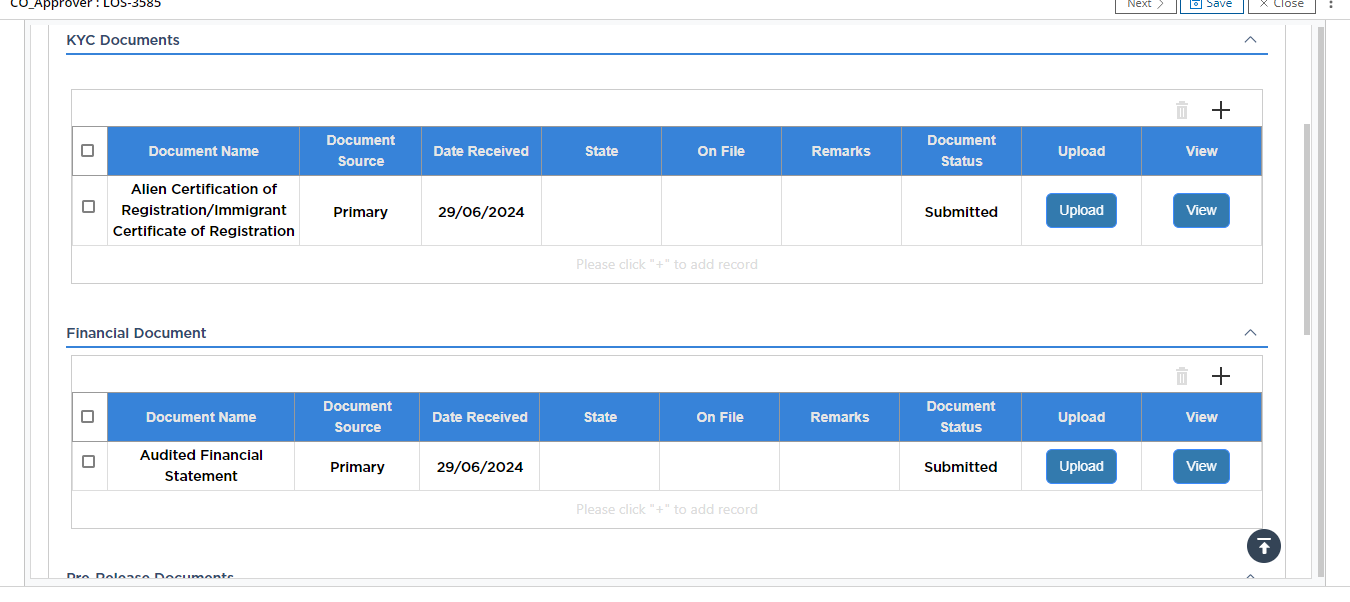 CO_Approver : LOS-3585
Next Save Close
KYC Documents
Document Name Document Source Date Received State On File Remarks Document Status Upload View
Alien Certification of
Registration/Immigrant
Certificate of Registration
Primary 29/06/2024 Submitted Upload View
Please click "+" to add record
Financial Document
Document Name Document Source Date Received State On File Remarks Document Status Upload View
Audited Financial
Statement
Primary 29/06/2024 Submitted Upload View
Please click "+" to add record
Pre-Release Documents